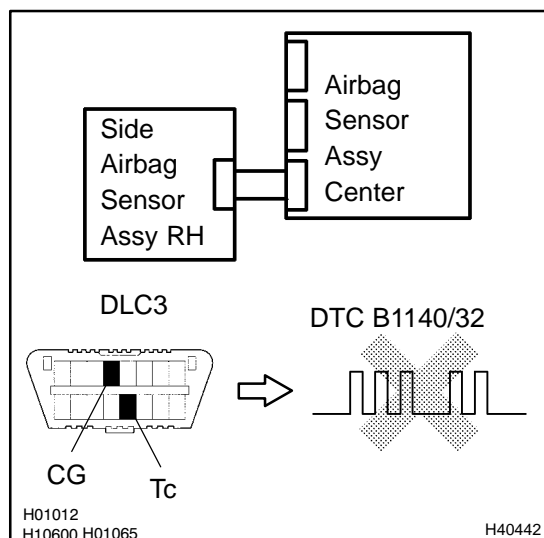 Airbag
Sensor
Assy
Center
Side
Airbag
Sensor
Assy RH
DLC3
DTC B1140/32
CG
Tc
H01012
H10600 H01065
H40442